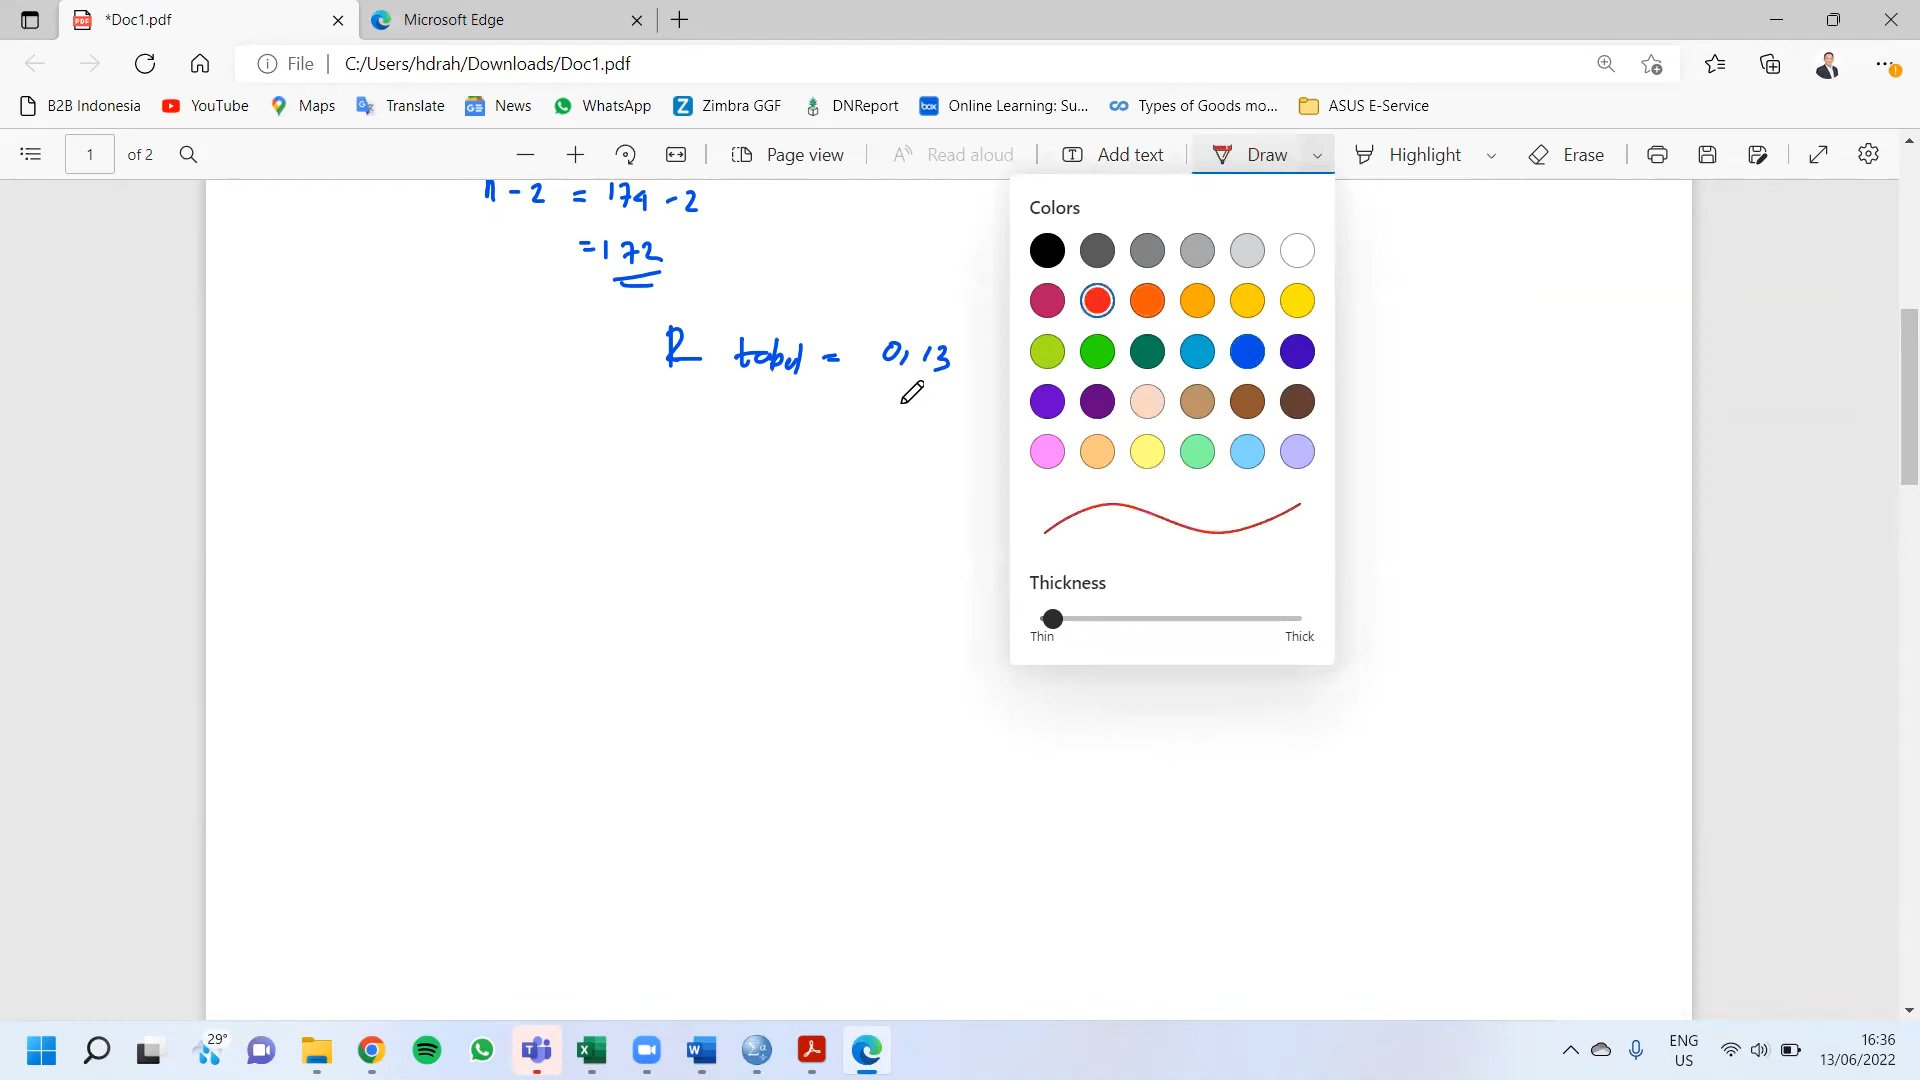 *Doc1.pdf
Microsoft Edge
File
C:/Users/hdrah/Downloads/Doc1.pdf
B2B Indonesia
YouTube
Maps
Translate
News
WhatsApp
Zimbra GGF
DNReport
Online Learning: Su...
Types of Goods mo...
ASUS E-Service
1
of 2
Page view
Read aloud
Add text
Draw
Highlight
Erase
n - 2 = 174 - 2
= 172
R tabel = 0,13
Colors
Thickness
Thin
Thick
29°
ENG
US
16:36
13/06/2022